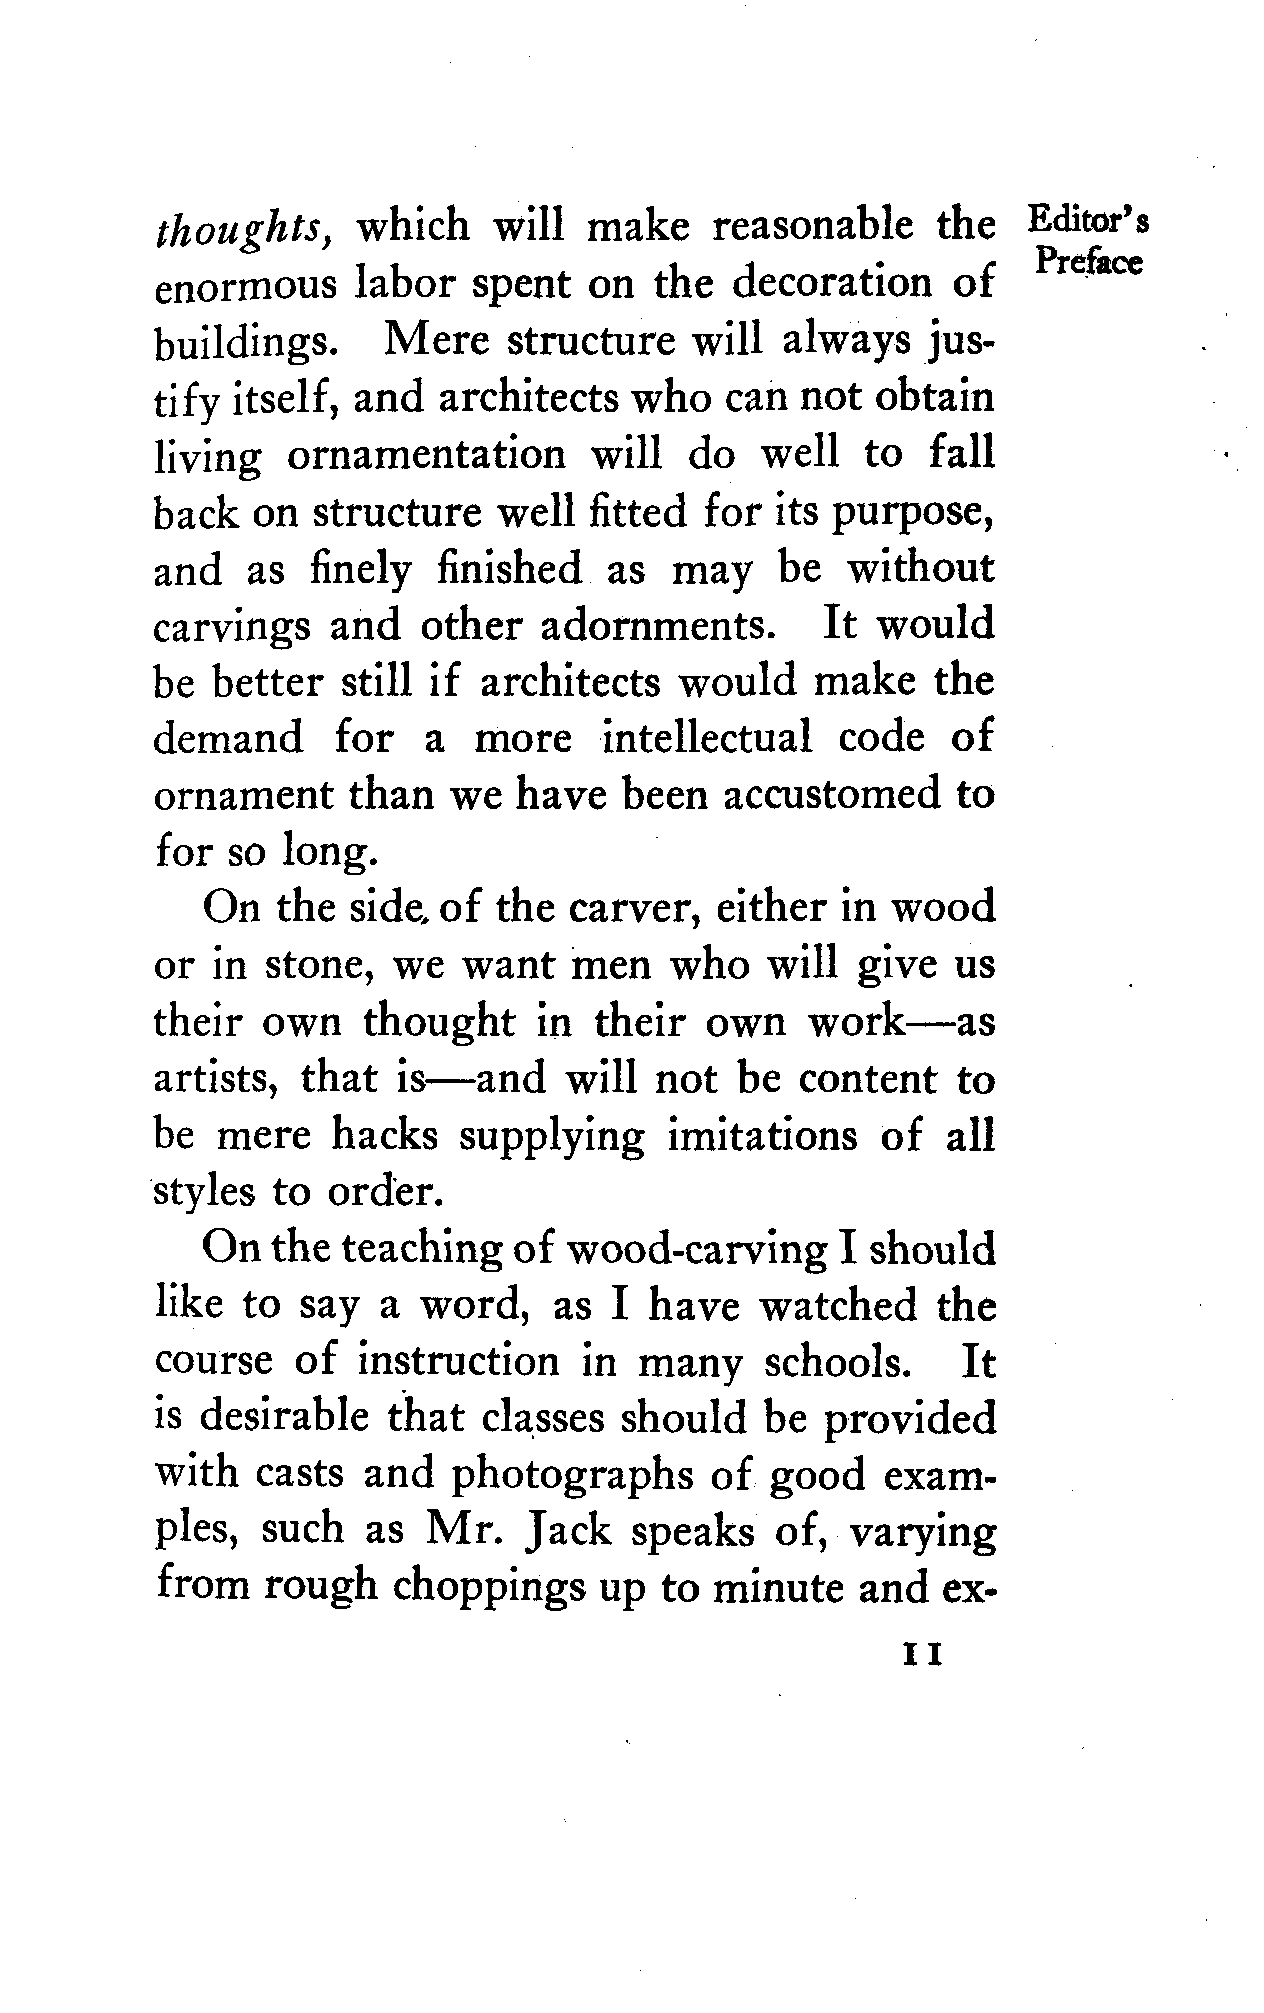 thoughts, which will make reasonable the
Editor's
Preface
enormous labor spent on the decoration of
buildings. Mere structure will always jus-
tify itself, and architects who can not obtain
living ornamentation will do well to fall
back on structure well fitted for its purpose,
and as finely finished as may be without
carvings and other adornments. It would
be better still if architects would make the
demand for a more intellectual code of
ornament than we have been accustomed to
for so long.
On the side, of the carver, either in wood
or in stone, we want men who will give us
their own thought in their own work—as
artists, that is—and will not be content to
be mere hacks supplying imitations of all
styles to order.
On the teaching of wood-carving I should
like to say a word, as I have watched the
course of instruction in many schools. It
is desirable that classes should be provided
with casts and photographs of good exam-
ples, such as Mr. Jack speaks of, varying
from rough choppings up to minute and ex-
11